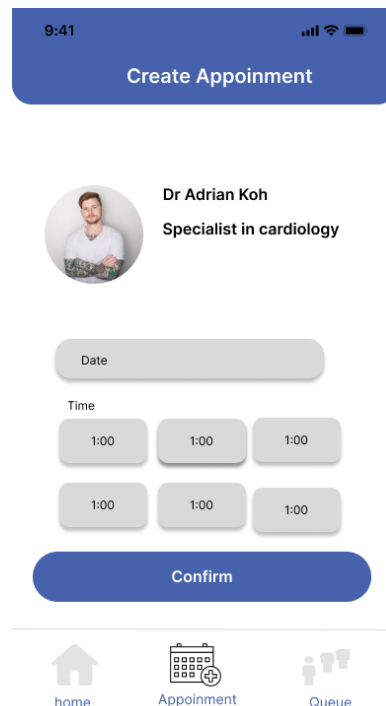 9:41
Create Appoinment
Dr Adrian Koh
Specialist in cardiology
Date
Time
1:00 1:00 1:00
1:00 1:00 1:00
Confirm
home Appoinment Queue